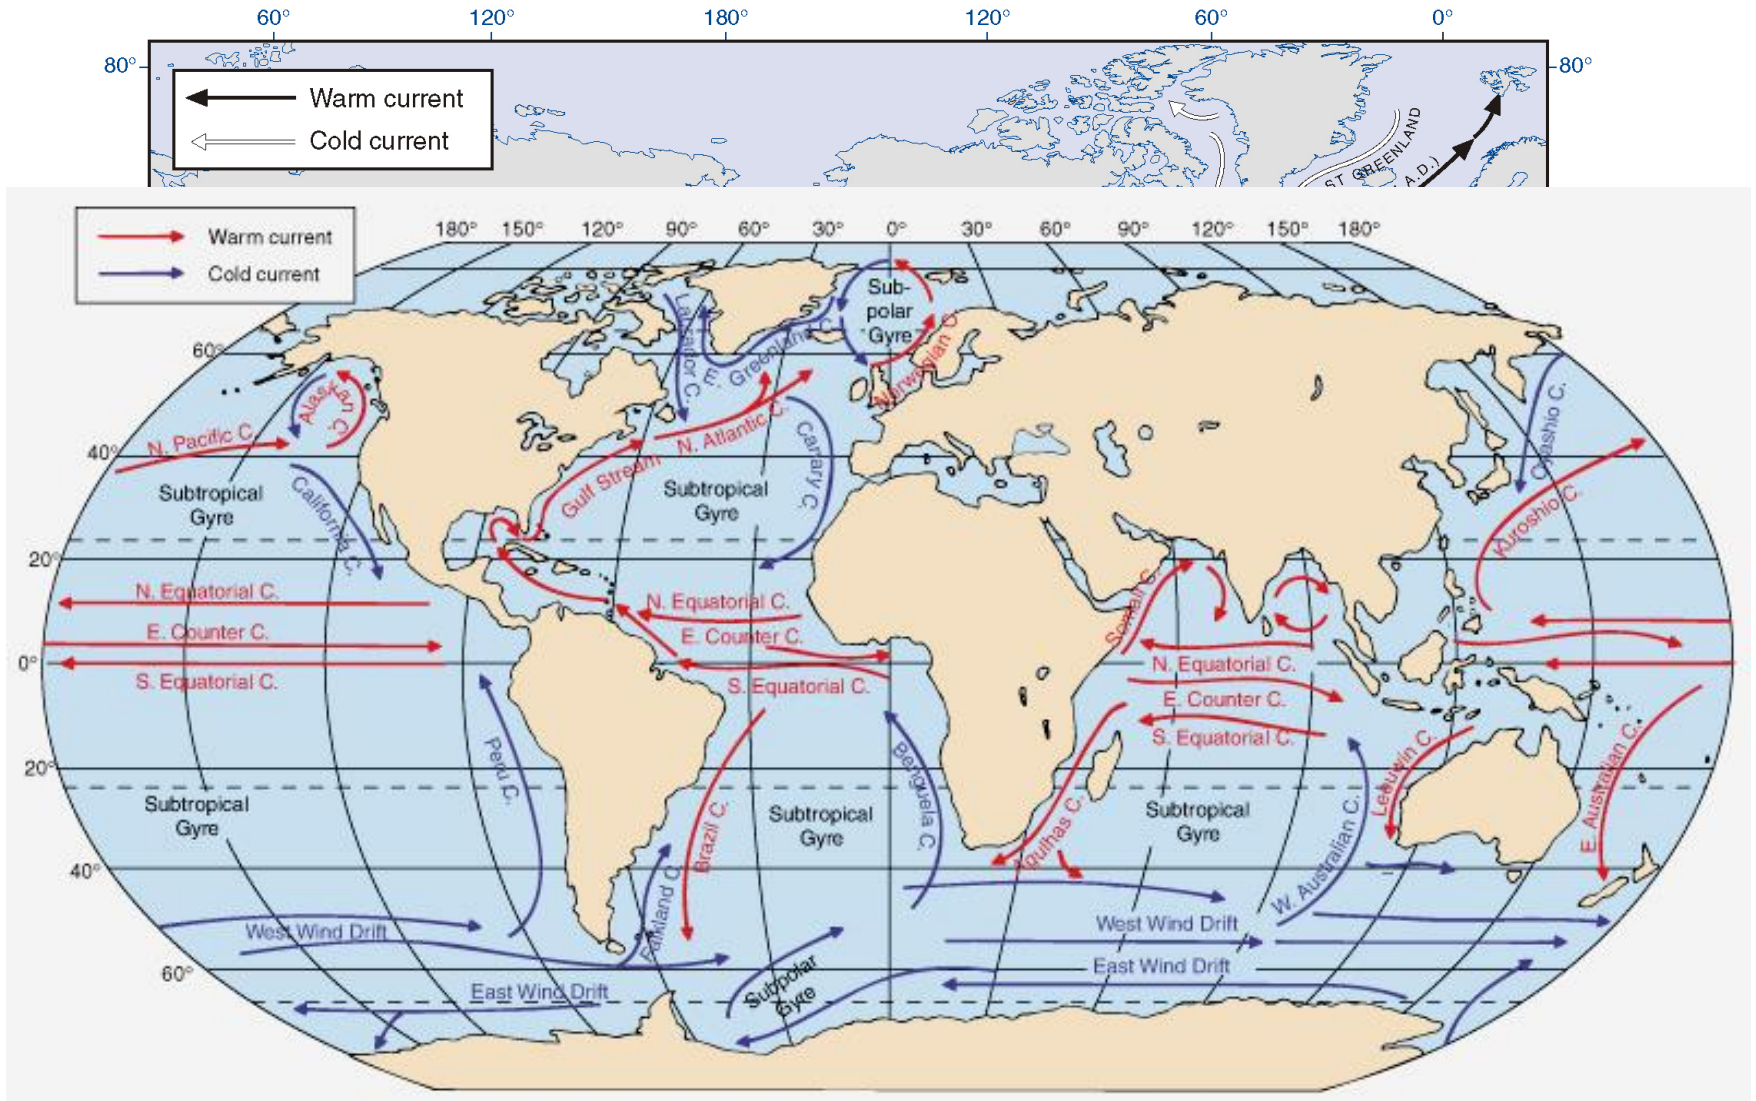 60° 120° 180° 120° 60° 0°
80° 80°
Warm current
Cold current
ST GREENLAND
A.D.)
Warm current
Cold current
180° 150° 120° 90° 60° 30° 0° 30° 60° 90° 120° 150° 180°
Sub-
polar
Gyre
Labrador C.
E. Greenland C.
Norwegian C.
60°
Alaskan C.
N. Pacific C.
N. Atlantic C.
Oyashio C.
40°
Gulf Stream
Canary C.
California C.
Kuroshio C.
Subtropical
Gyre
Subtropical
Gyre
20°
N. Equatorial C.
E. Counter C.
0°
S. Equatorial C.
N. Equatorial C.
E. Counter C.
S. Equatorial C.
Somali C.
N. Equatorial C.
E. Counter C.
S. Equatorial C.
Peru C.
Benguela C.
Leeuwin C.
E. Australian C.
20°
Subtropical
Gyre
Subtropical
Gyre
Subtropical
Gyre
Brazil C.
Agulhas C.
W. Australian C.
40°
Falkland C.
West Wind Drift
West Wind Drift
60°
East Wind Drift
East Wind Drift
Subpolar
Gyre